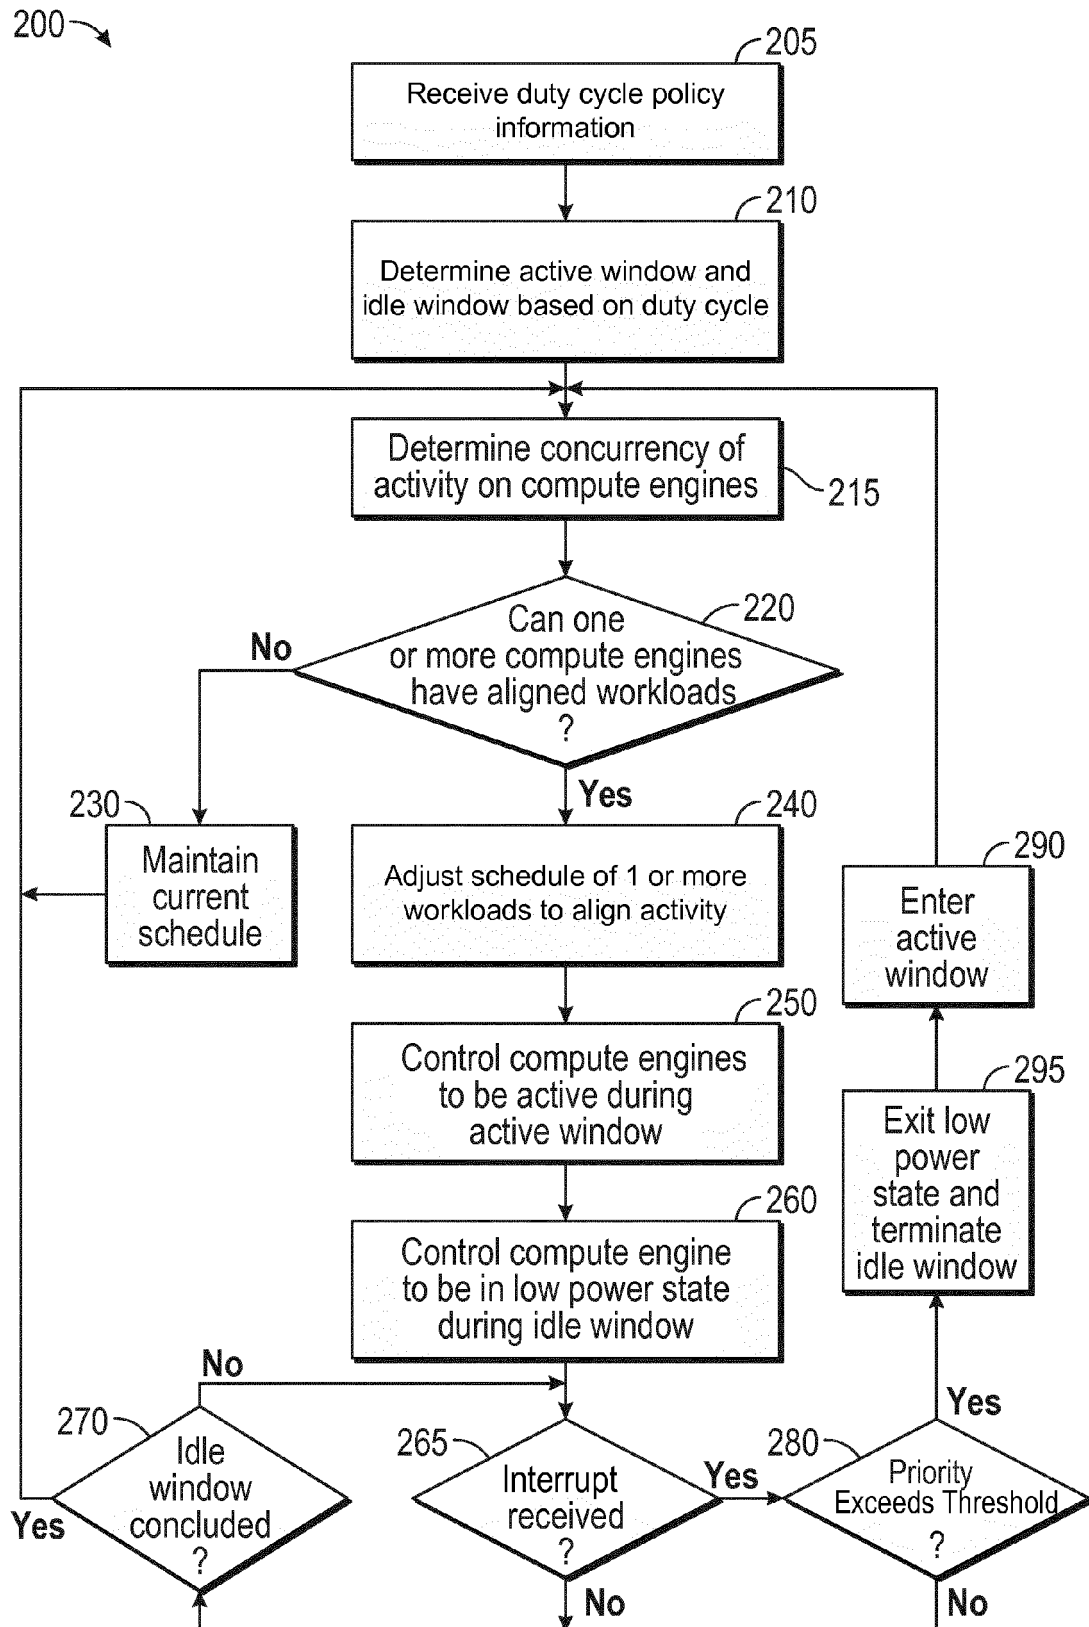 200
205
Receive duty cycle policy
information
210
Determine active window and
idle window based on duty cycle
Determine concurrency of
activity on compute engines
215
220
Can one
or more compute engines
have aligned workloads
?
No
Yes
230
Maintain
current
schedule
240
Adjust schedule of 1 or more
workloads to align activity
290
Enter
active
window
250
Control compute engines
to be active during
active window
295
Exit low
power
state and
terminate
idle window
260
Control compute engine
to be in low power state
during idle window
No
270
Idle
window
concluded
?
Yes
265
Interrupt
received
?
Yes
No
280
Priority
Exceeds Threshold
?
Yes
No